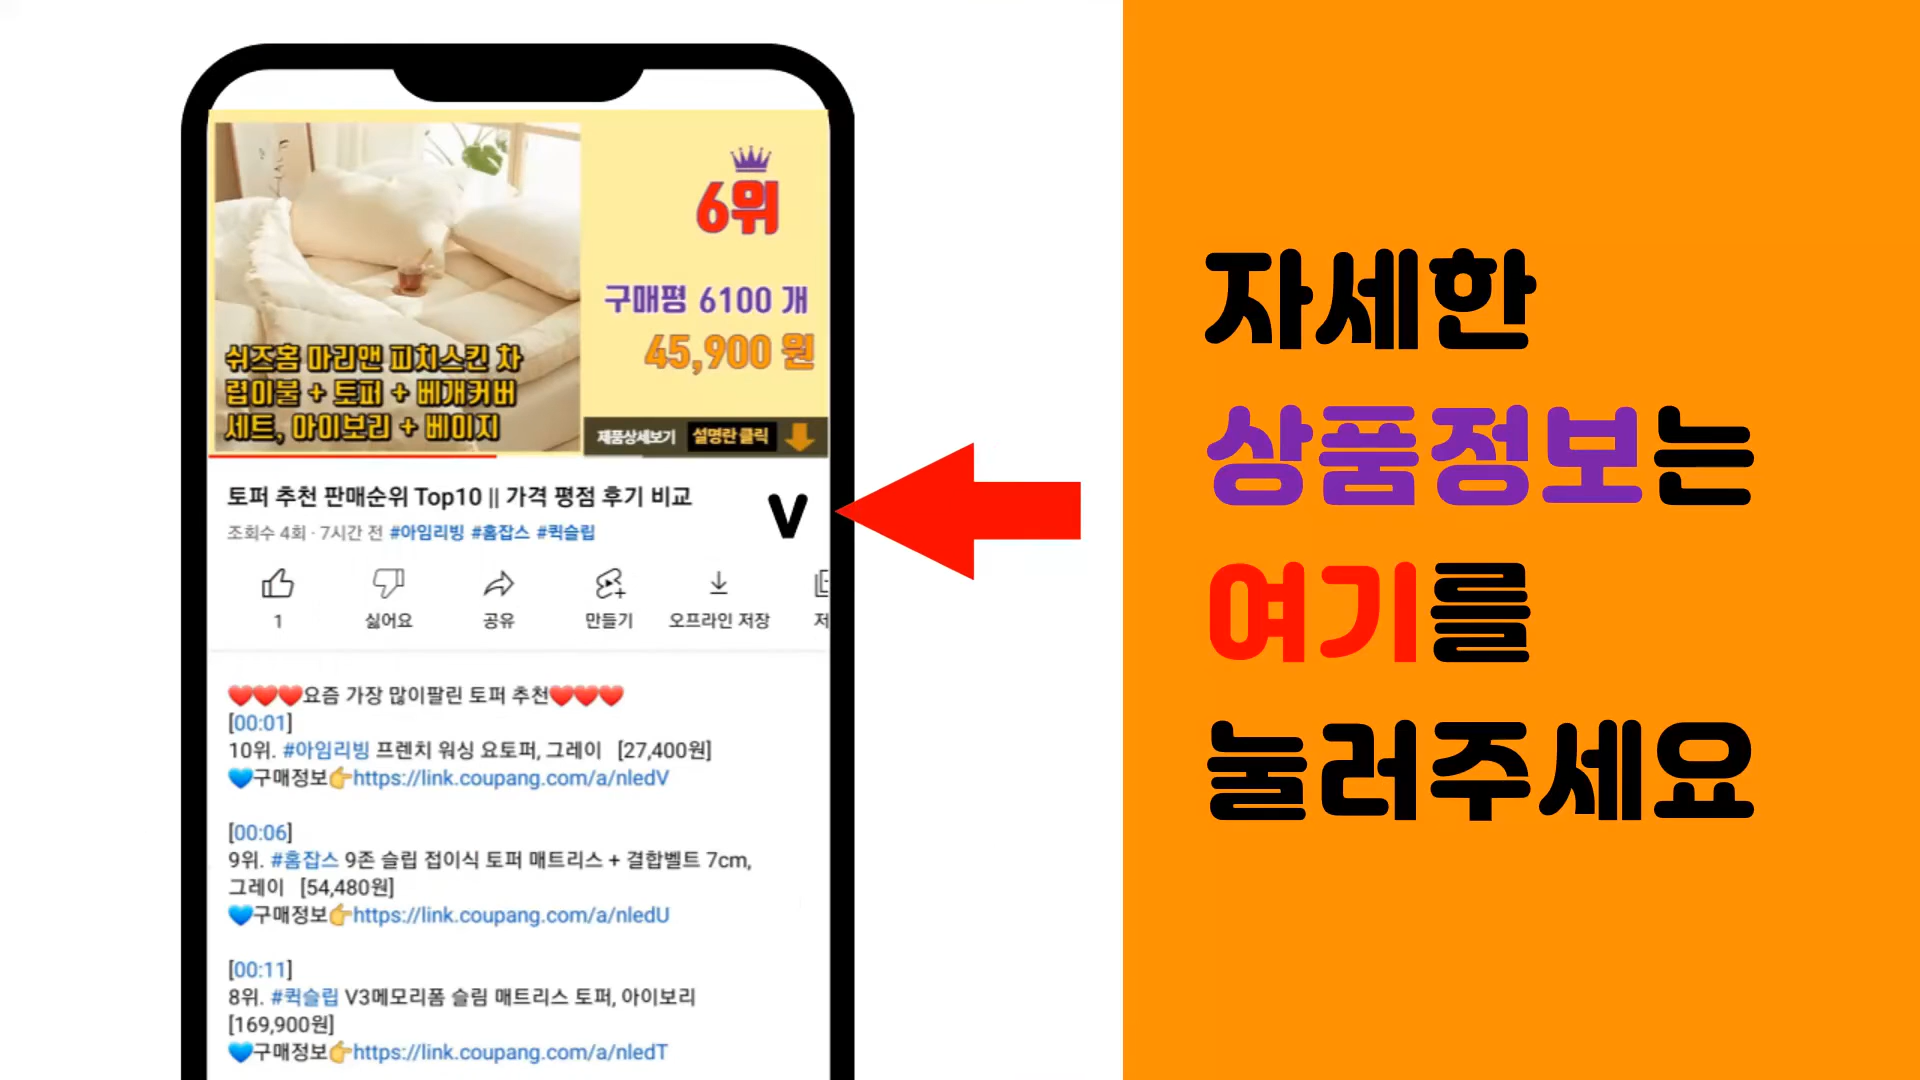 6위
구매평 6100 개
45,900 원
쉬즈홈 마리앤 피치스킨 차
렵이불 + 토퍼 + 베개커버
세트, 아이보리 + 베이지
제품상세보기 설명란 클릭
토퍼 추천 판매순위 Top10 || 가격 평점 후기 비교
V
조회수 4회 · 7시간 전 #아임리빙 #홈잡스 #퀵슬립
1 싫어요 공유 만들기 오프라인 저장 저
❤️❤️❤️요즘 가장 많이팔린 토퍼 추천❤️❤️❤️
[00:01]
10위. #아임리빙 프렌치 워싱 요토퍼, 그레이 [27,400원]
💙구매정보👉https://link.coupang.com/a/nledV
[00:06]
9위. #홈잡스 9존 슬립 접이식 토퍼 매트리스 + 결합벨트 7cm,
그레이 [54,480원]
💙구매정보👉https://link.coupang.com/a/nledU
[00:11]
8위. #퀵슬립 V3메모리폼 슬림 매트리스 토퍼, 아이보리
[169,900원]
💙구매정보👉https://link.coupang.com/a/nledT
자세한
상품정보는
여기를
눌러주세요